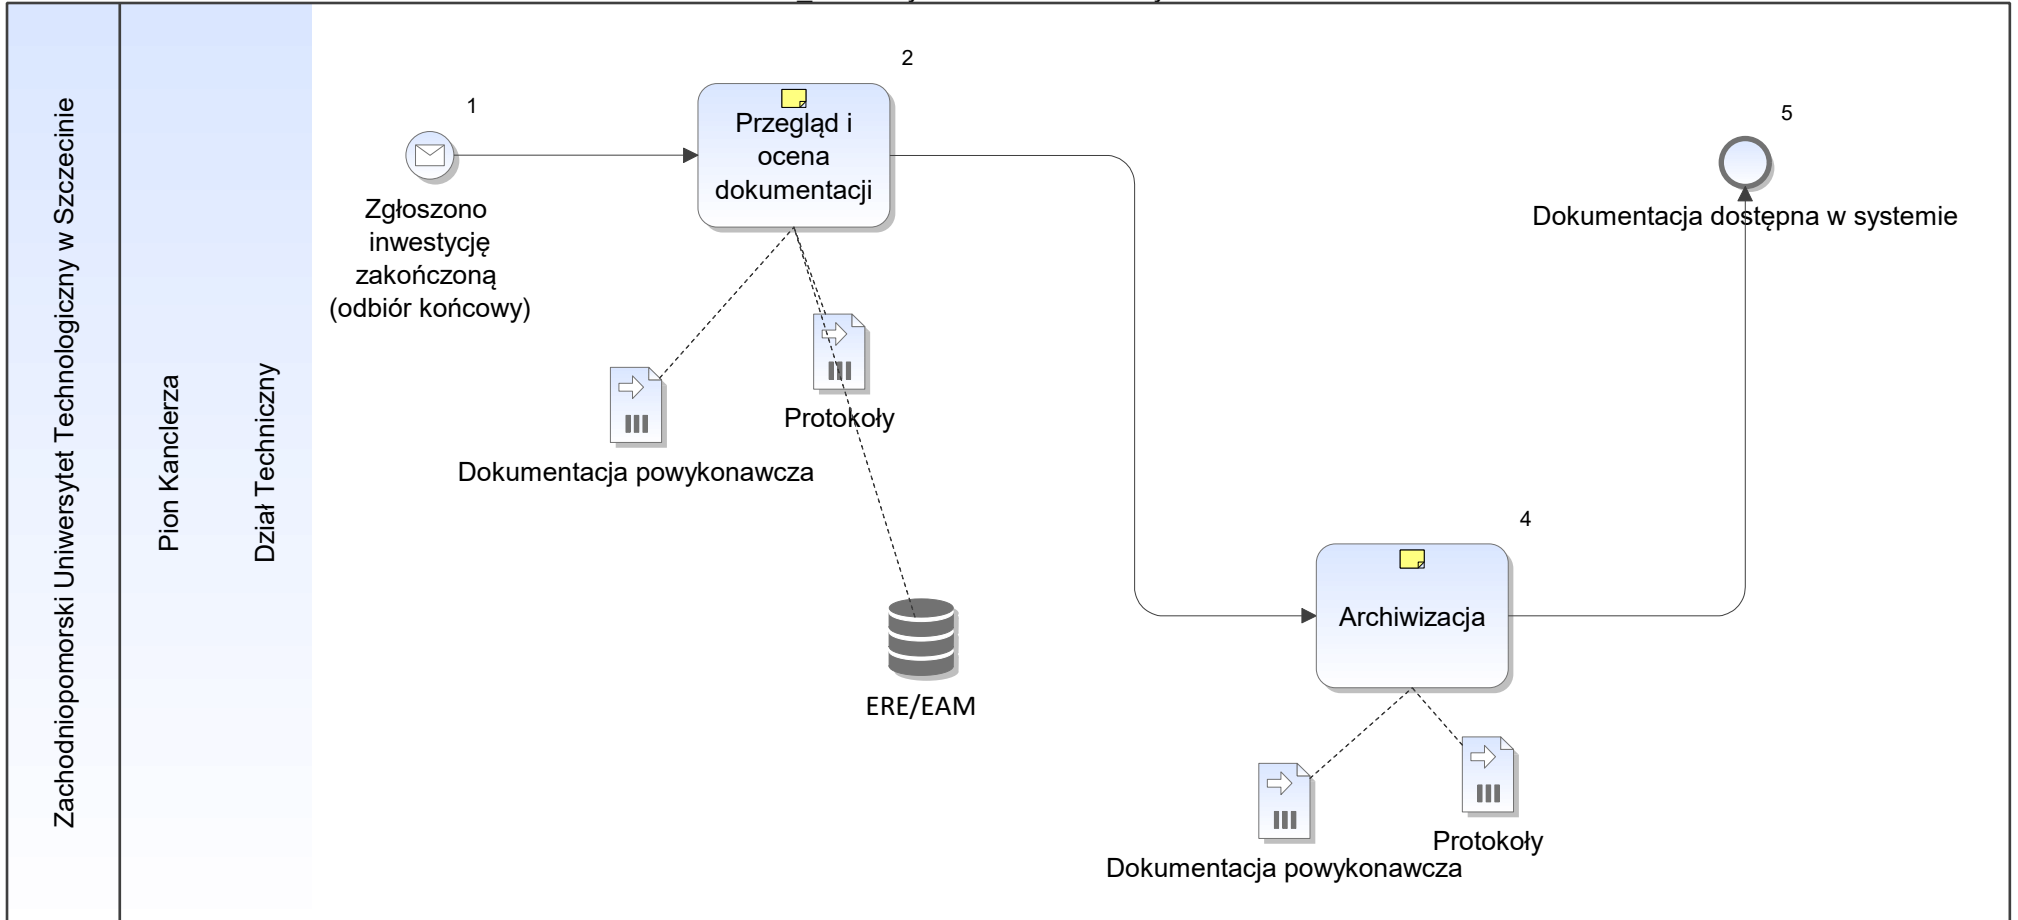 Zachodniopomorski Uniwersytet Technologiczny w Szczecinie
Pion Kanclerza
Dział Techniczny
1
Zgłoszono
inwestycję
zakończoną
(odbiór końcowy)
2
Przegląd i
ocena
dokumentacji
Protokoły
Dokumentacja powykonawcza
ERE/EAM
4
Archiwizacja
Protokoły
Dokumentacja powykonawcza
5
Dokumentacja dostępna w systemie